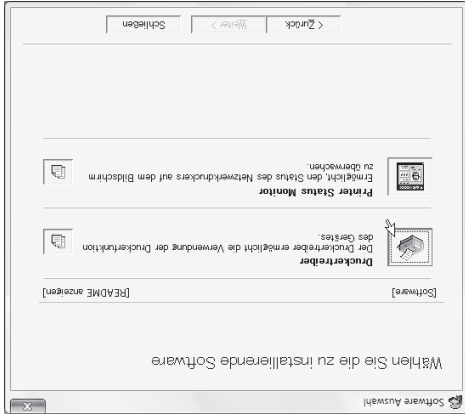 Software Auswahl
Wählen Sie die zu installierende Software
[Software] [README anzeigen]
Druckertreiber
Der Druckertreiber ermöglicht die Verwendung der Druckerfunktion
des Gerätes.
Printer Status Monitor
Ermöglicht, den Status des Netzwerkdruckers auf dem Bildschirm
zu überwachen.
< Zurück Weiter > Schließen